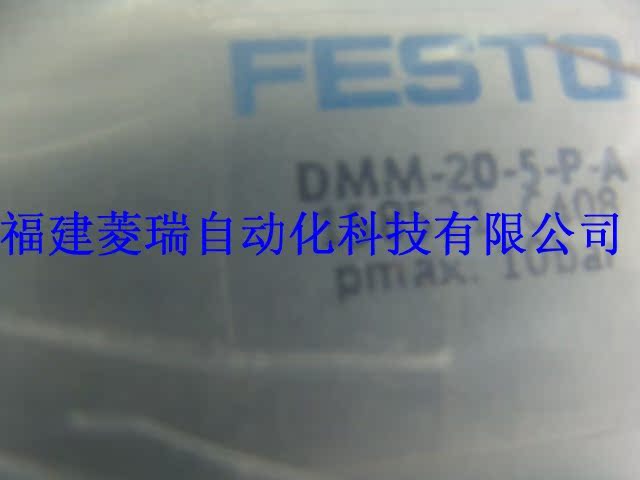 FESTO
DMM-20-5-P-A
C408
福建菱瑞自动化科技有限公司
pmax. 10bar